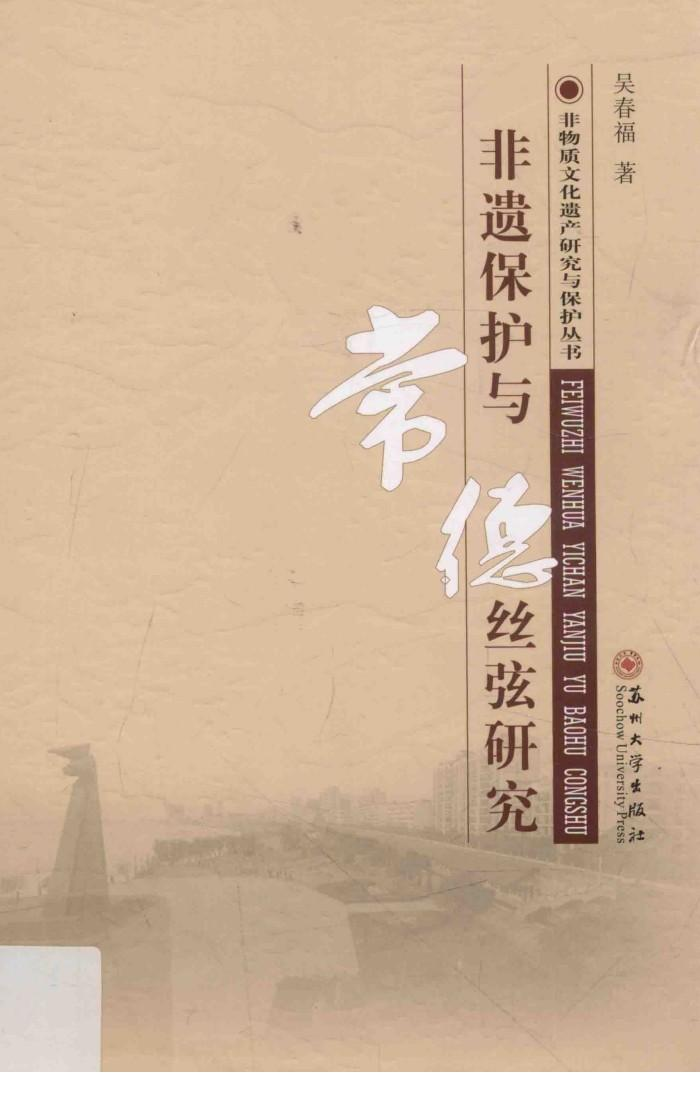 吴春福 著
非物质文化遗产研究与保护丛书
FEIWUZHI WENHUA YICHAN YANJIU YU BAOHU CONGSHU
非遗保护与常德丝弦研究
苏州大学出版社
Soochow University Press